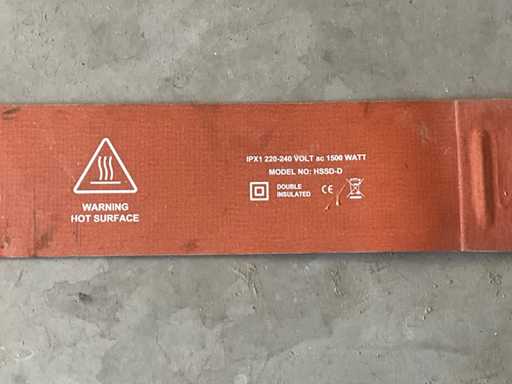 WARNING
HOT SURFACE
IPX1 220-240 VOLT ac 1500 WATT
MODEL NO: HSSD-D
DOUBLE
INSULATED
CE